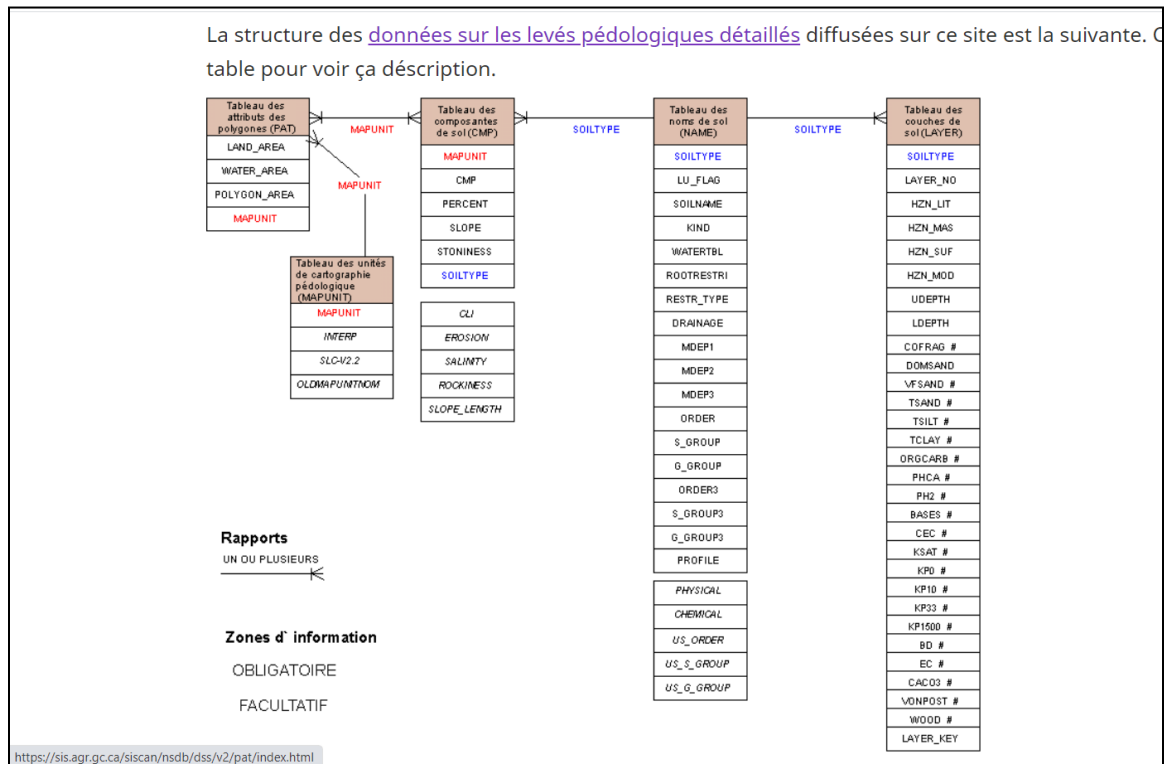 La structure des données sur les levés pédologiques détaillés diffusées sur ce site est la suivante. C
table pour voir ça déscription.
Tableau des
attributs des
polygones (PAT)
LAND_AREA
WATER_AREA
POLYGON_AREA
MAPUNIT
MAPUNIT
MAPUNIT
Tableau des unités
de cartographie
pédologique
(MAPUNIT)
MAPUNIT
INTERP
SLC-V2.2
OLDMAPUNITNOM
Tableau des
composantes
de sol (CMP)
MAPUNIT
CMP
PERCENT
SLOPE
STONINESS
SOILTYPE
CLI
EROSION
SALINITY
ROCKINESS
SLOPE_LENGTH
SOILTYPE
Tableau des
noms de sol
(NAME)
SOILTYPE
LU_FLAG
SOILNAME
KIND
WATERTBL
ROOTRESTRI
RESTR_TYPE
DRAINAGE
MDEP1
MDEP2
MDEP3
ORDER
S_GROUP
G_GROUP
ORDER3
S_GROUP3
G_GROUP3
PROFILE
PHYSICAL
CHEMICAL
US_ORDER
US_S_GROUP
US_G_GROUP
SOILTYPE
Tableau des
couches de
sol (LAYER)
SOILTYPE
LAYER_NO
HZN_LIT
HZN_MAS
HZN_SUF
HZN_MOD
UDEPTH
LDEPTH
COFRAG #
DOMSAND
VFSAND #
TSAND #
TSILT #
TCLAY #
ORGCARB #
PHCA #
PH2 #
BASES #
CEC #
KSAT #
KP0 #
KP10 #
KP33 #
KP1500 #
BD #
EC #
CACO3 #
VONPOST #
WOOD #
LAYER_KEY
Rapports
UN OU PLUSIEURS
Zones d` information
OBLIGATOIRE
FACULTATIF
https://sis.agr.gc.ca/siscan/nsdb/dss/v2/pat/index.html